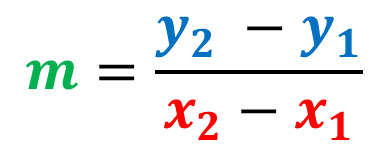 m = (y₂ − y₁) / (x₂ − x₁)